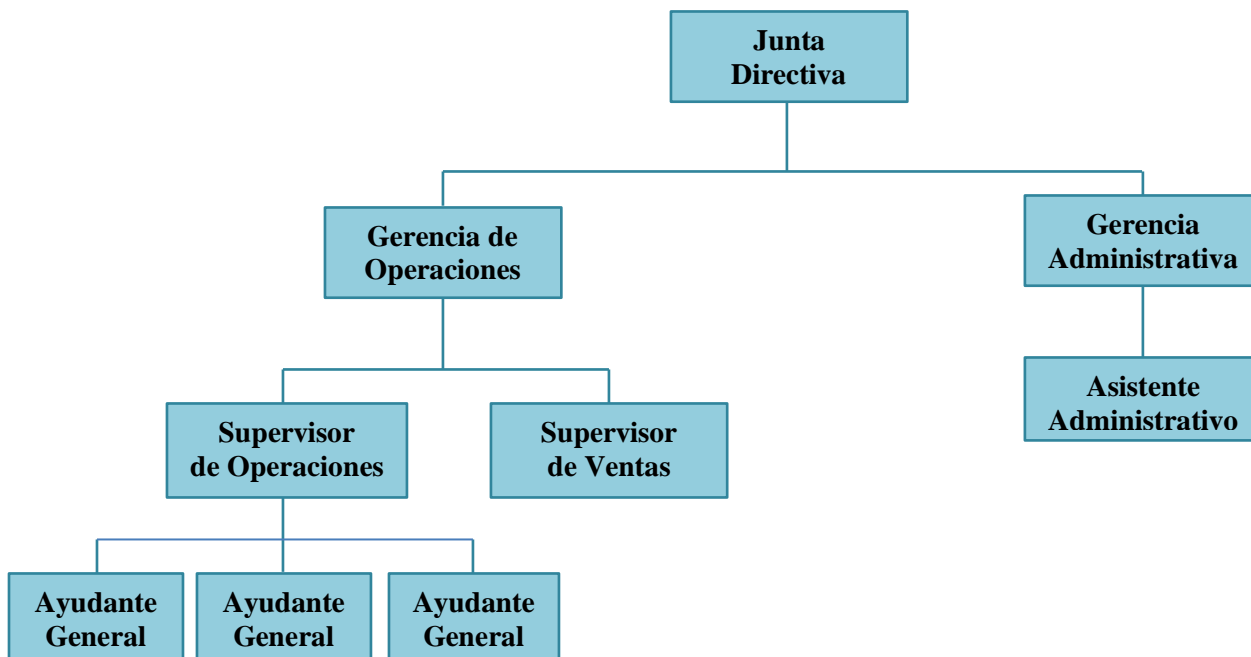 Junta
Directiva
Gerencia de
Operaciones
Gerencia
Administrativa
Asistente
Administrativo
Supervisor
de Operaciones
Supervisor
de Ventas
Ayudante
General
Ayudante
General
Ayudante
General